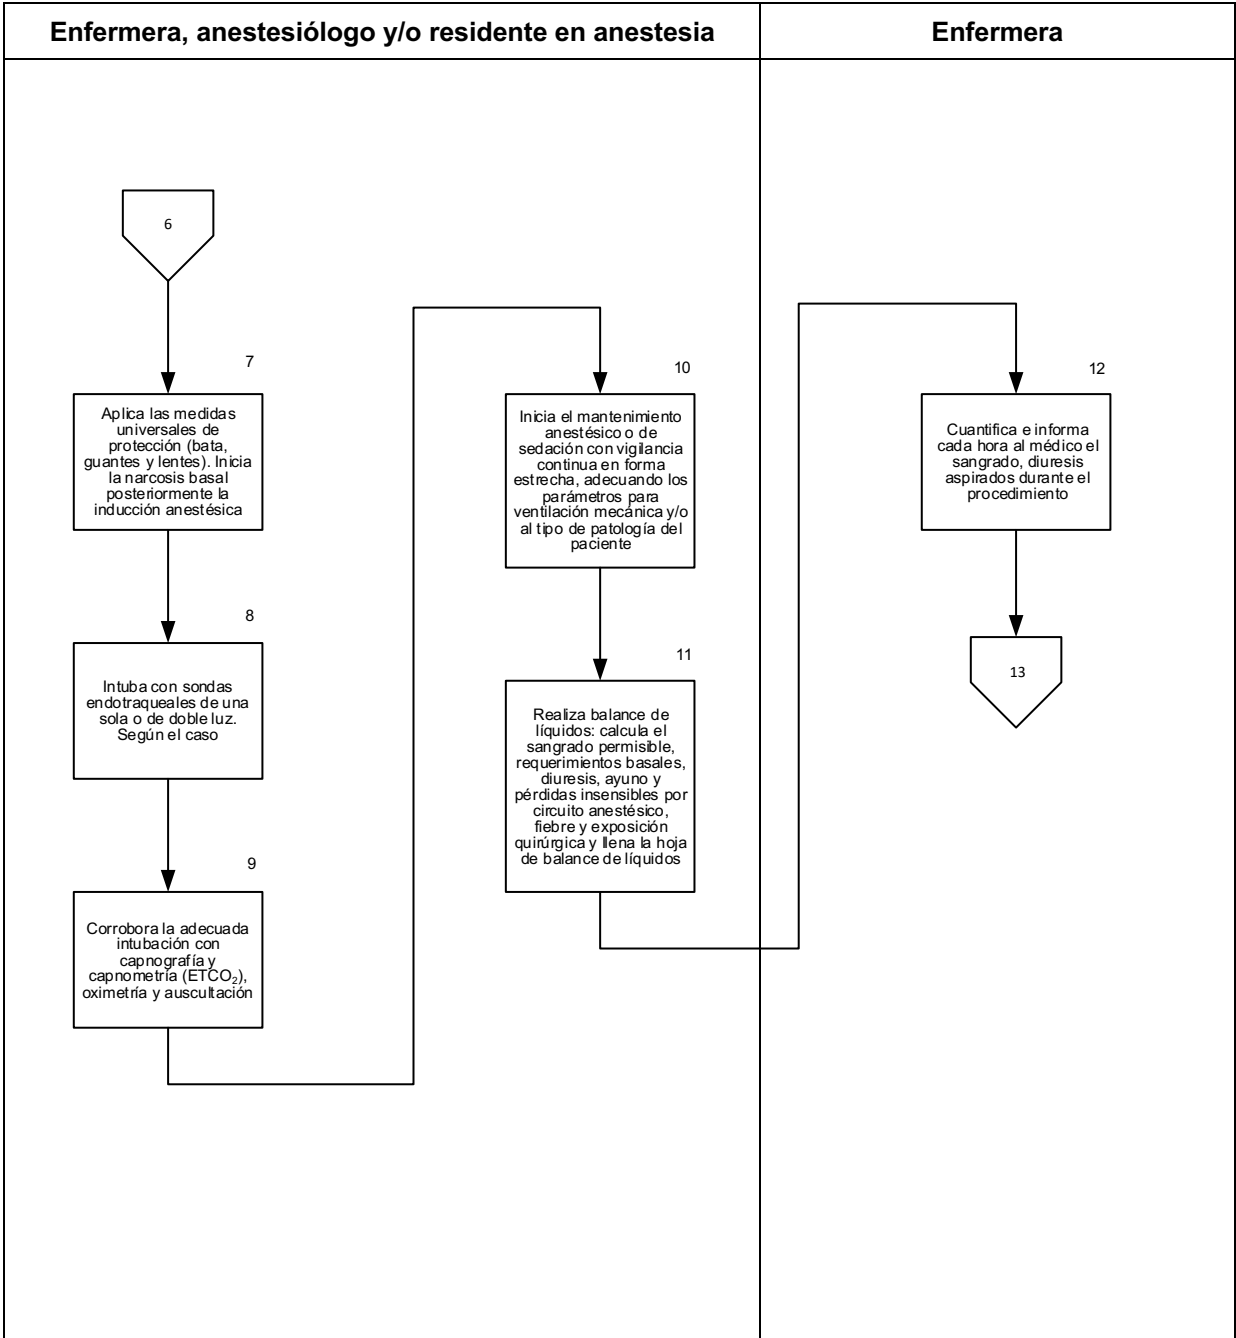 Enfermera, anestesiólogo y/o residente en anestesia
Enfermera
6
7
Aplica las medidas
universales de
protección (bata,
guantes y lentes). Inicia
la narcosis basal
posteriormente la
inducción anestésica
8
Intuba con sondas
endotraqueales de una
sola o de doble luz.
Según el caso
9
Corrobora la adecuada
intubación con
capnografía y
capnometría (ETCO₂),
oximetría y auscultación
10
Inicia el mantenimiento
anestésico o de
sedación con vigilancia
continua en forma
estrecha, adecuando los
parámetros para
ventilación mecánica y/o
al tipo de patología del
paciente
11
Realiza balance de
líquidos: calcula el
sangrado permisible,
requerimientos basales,
diuresis, ayuno y
pérdidas insensibles por
circuito anestésico,
fiebre y exposición
quirúrgica y llena la hoja
de balance de líquidos
12
Cuantifica e informa
cada hora al médico el
sangrado, diuresis
aspirados durante el
procedimiento
13